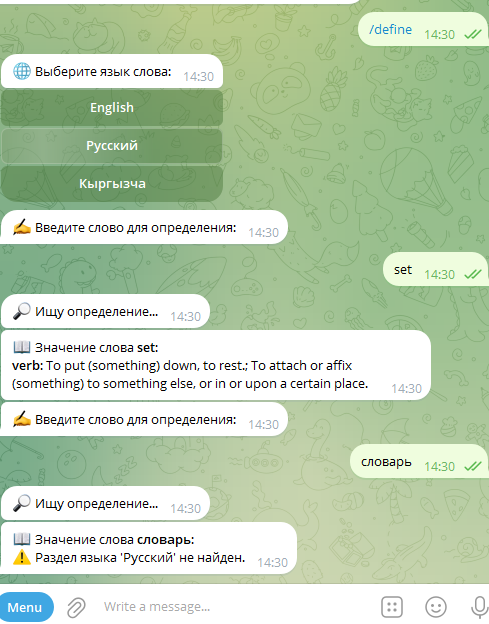 /define 14:30
🌐 Выберите язык слова: 14:30
English
Русский
Кыргызча
✍️ Введите слово для определения: 14:30
set 14:30
🔎 Ищу определение... 14:30
📖 Значение слова set:
verb: To put (something) down, to rest.; To attach or affix
(something) to something else, or in or upon a certain place. 14:30
✍️ Введите слово для определения: 14:30
словарь 14:30
🔎 Ищу определение... 14:30
📖 Значение слова словарь:
⚠️ Раздел языка 'Русский' не найден. 14:30
Menu Write a message...